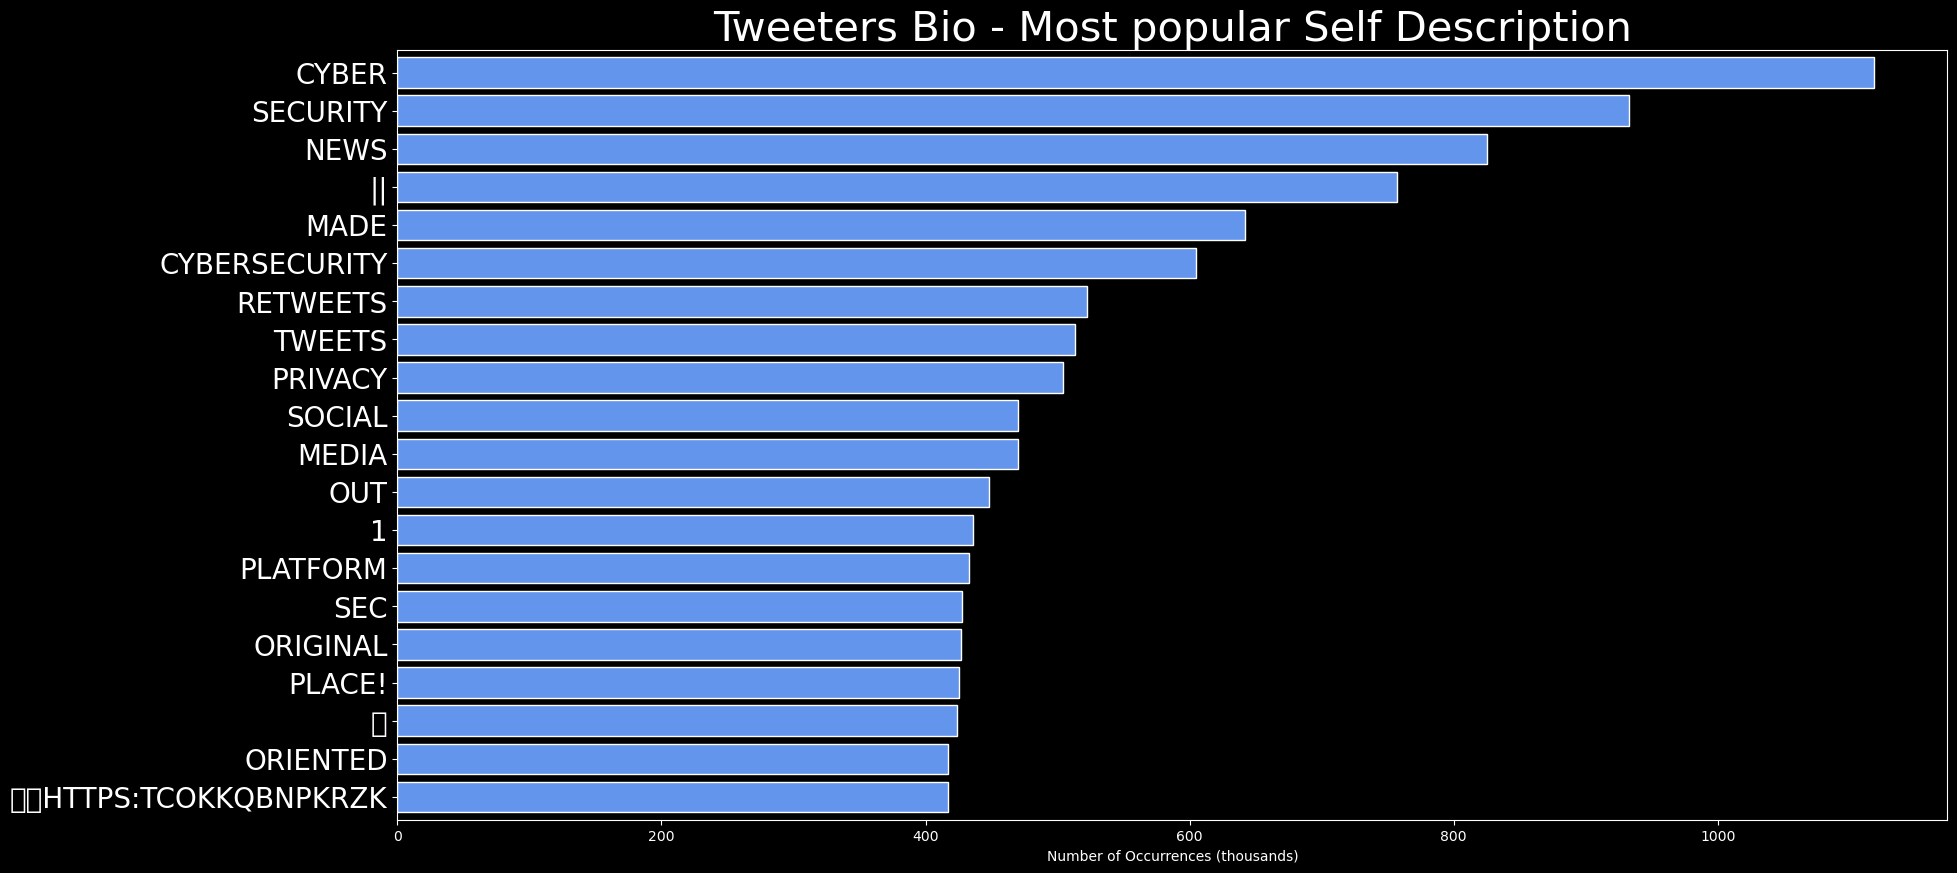 Tweeters Bio - Most popular Self Description
CYBER
SECURITY
NEWS
||
MADE
CYBERSECURITY
RETWEETS
TWEETS
PRIVACY
SOCIAL
MEDIA
OUT
1
PLATFORM
SEC
ORIGINAL
PLACE!
ORIENTED
HTTPS:TCOKKQBNPKRZK
0 200 400 600 800 1000
Number of Occurrences (thousands)